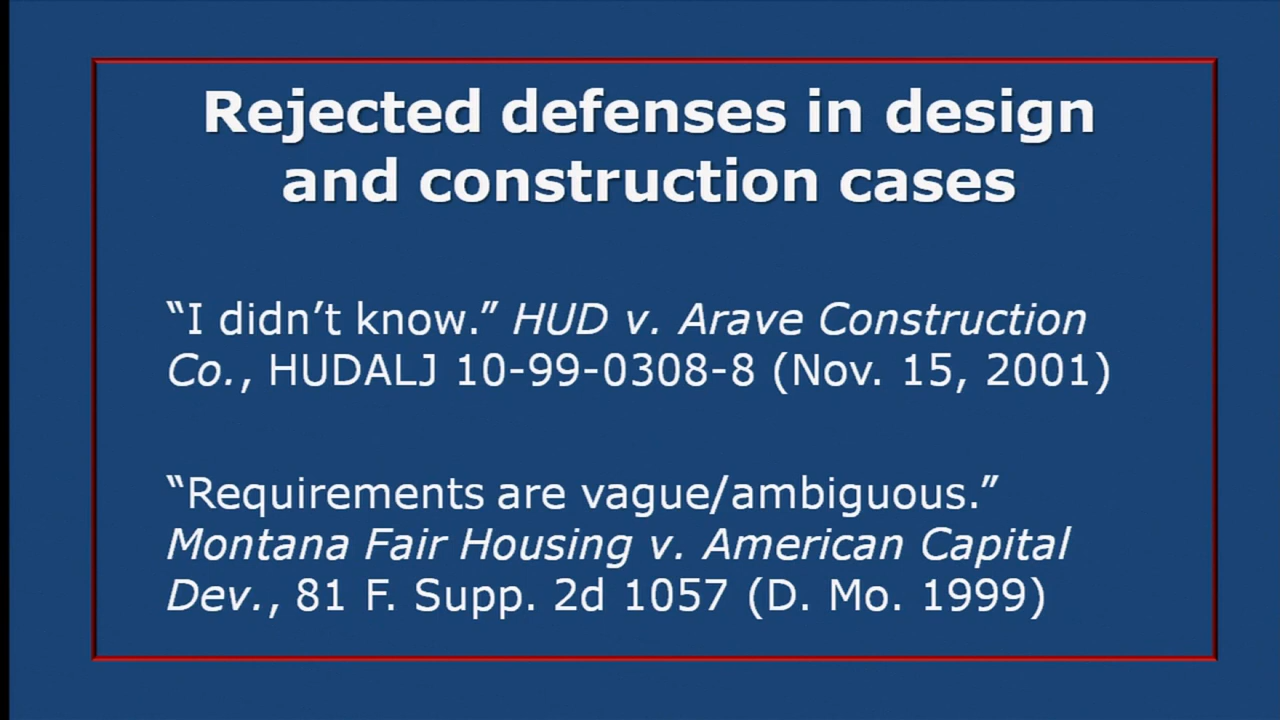 Rejected defenses in design
and construction cases
“I didn’t know.” HUD v. Arave Construction
Co., HUDALJ 10-99-0308-8 (Nov. 15, 2001)
“Requirements are vague/ambiguous.”
Montana Fair Housing v. American Capital
Dev., 81 F. Supp. 2d 1057 (D. Mo. 1999)